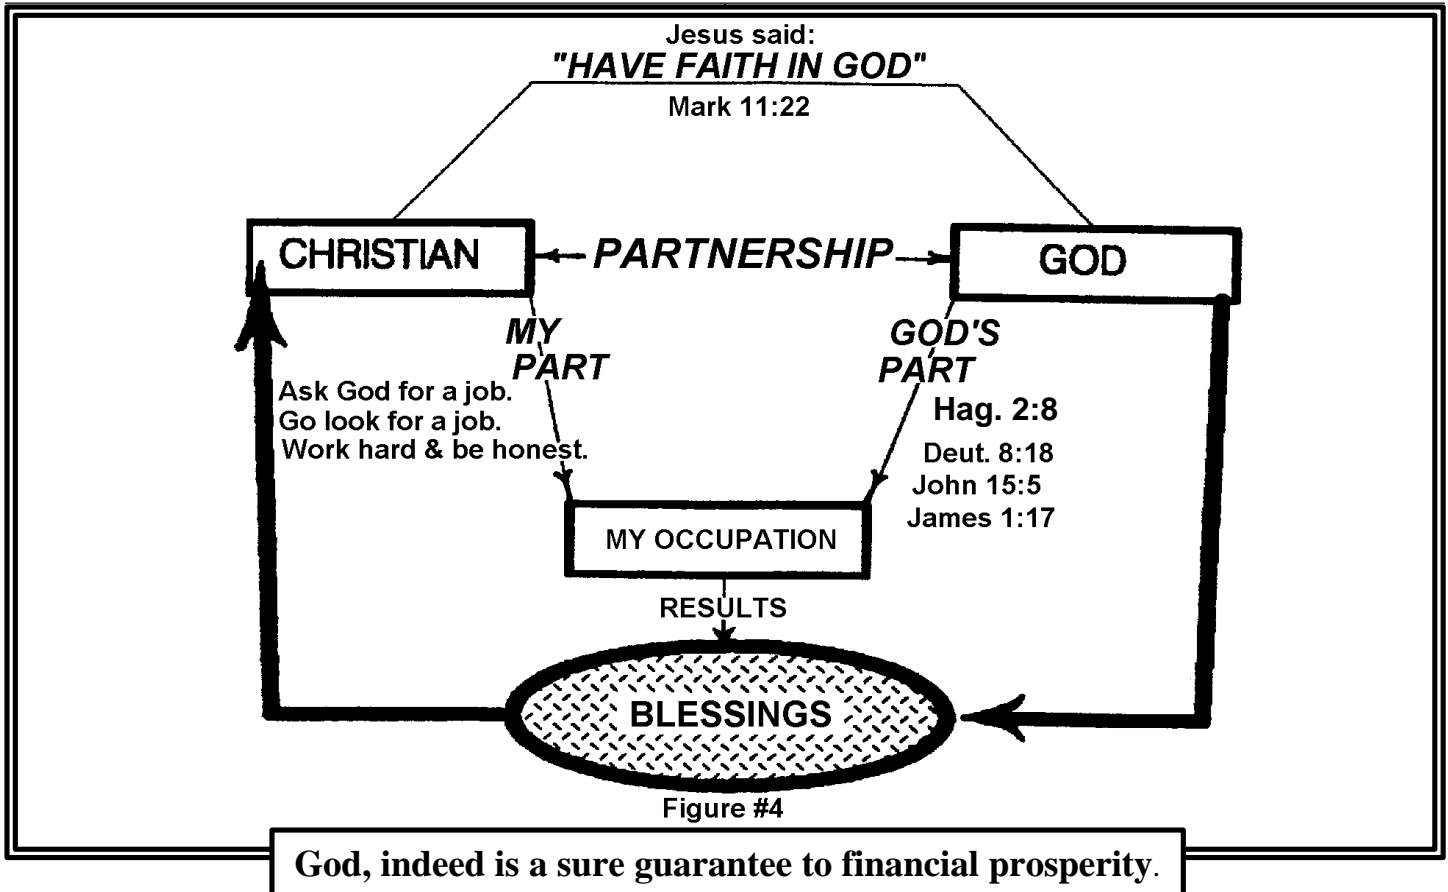 Jesus said:
"HAVE FAITH IN GOD"
Mark 11:22
CHRISTIAN
PARTNERSHIP
GOD
MY
PART
Ask God for a job.
Go look for a job.
Work hard & be honest.
GOD'S
PART
Hag. 2:8
Deut. 8:18
John 15:5
James 1:17
MY OCCUPATION
RESULTS
BLESSINGS
Figure #4
God, indeed is a sure guarantee to financial prosperity.